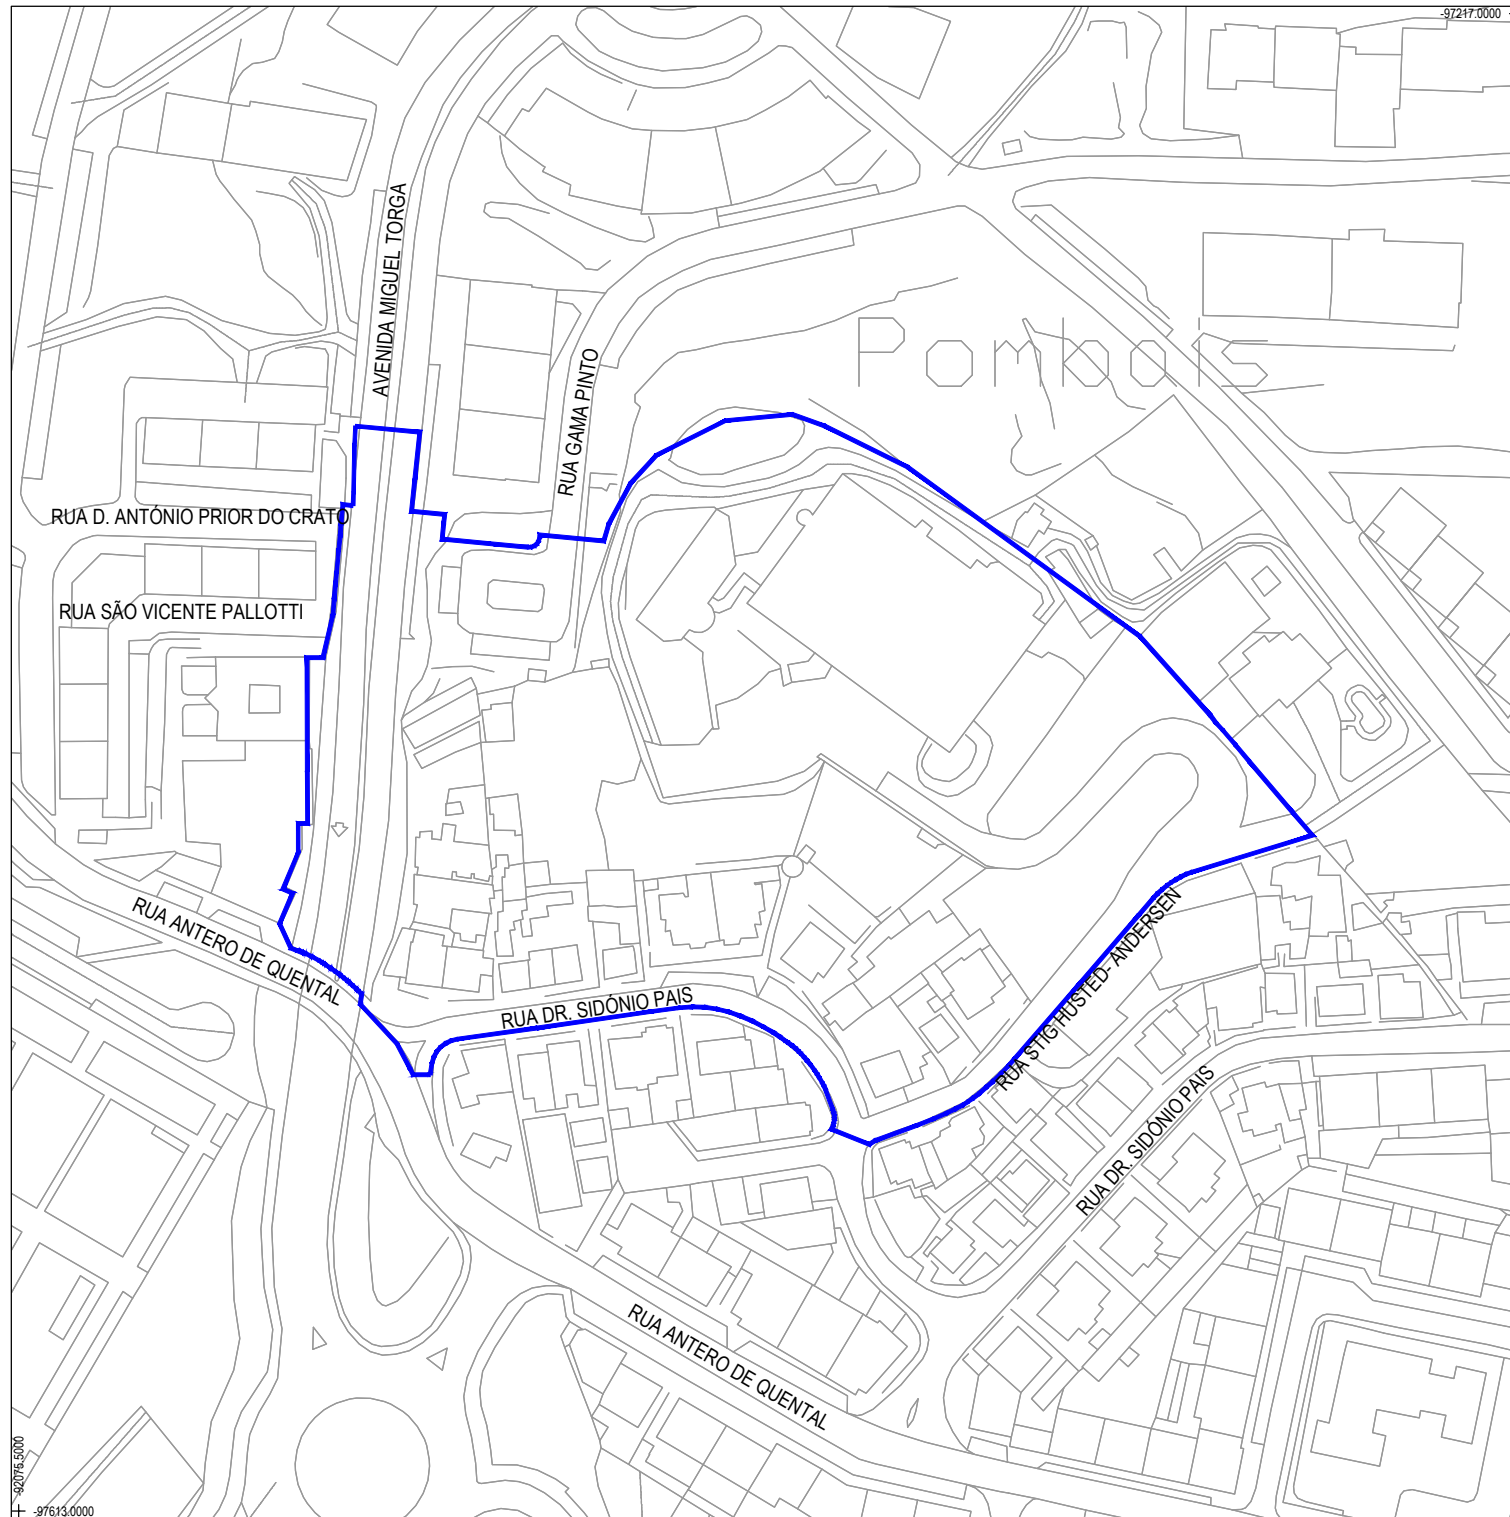 -97217.0000
AVENIDA MIGUEL TORGA
Pombais
RUA GAMA PINTO
RUA D. ANTÓNIO PRIOR DO CRATO
RUA SÃO VICENTE PALLOTTI
RUA ANTERO DE QUENTAL
RUA DR. SIDÓNIO PAIS
RUA STIG HUSTED- ANDERSEN
RUA DR. SIDÓNIO PAIS
RUA ANTERO DE QUENTAL
-92075.5000
-97613.0000